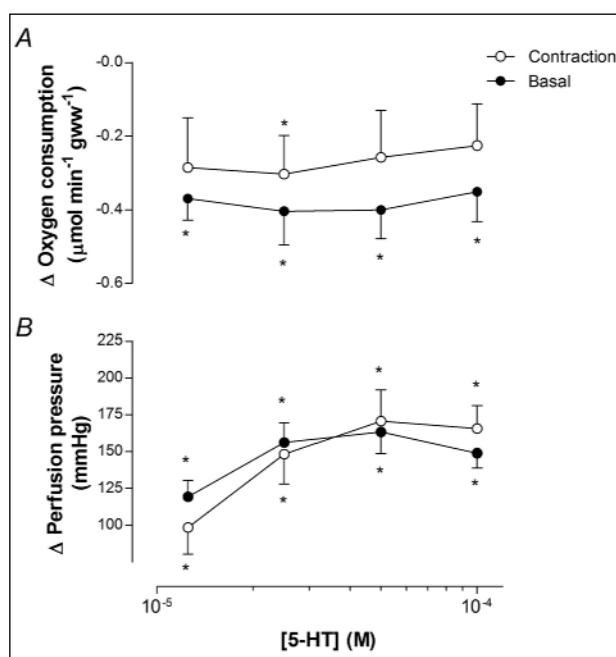 A
Contraction
Basal
Δ Oxygen consumption
(μmol min⁻¹ gww⁻¹)
-0.0
-0.2
-0.4
-0.6
*
*
*
*
*
B
Δ Perfusion pressure
(mmHg)
225
200
175
150
125
100
*
*
*
*
*
*
*
*
10⁻⁵
10⁻⁴
[5-HT] (M)